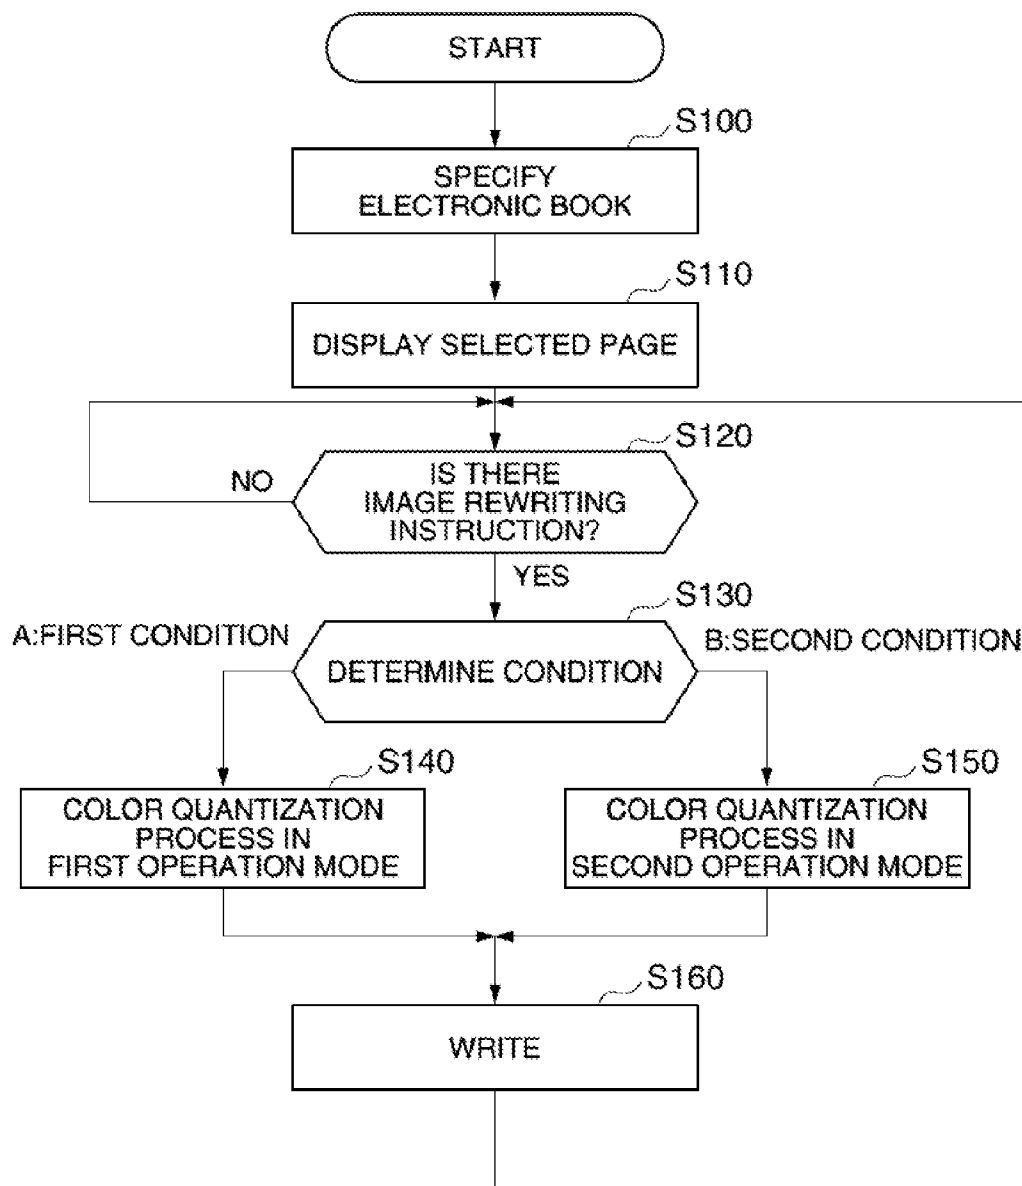 START
S100
SPECIFY
ELECTRONIC BOOK
S110
DISPLAY SELECTED PAGE
S120
IS THERE
IMAGE REWRITING
INSTRUCTION?
NO
YES
S130
A:FIRST CONDITION
B:SECOND CONDITION
DETERMINE CONDITION
S140
COLOR QUANTIZATION
PROCESS IN
FIRST OPERATION MODE
S150
COLOR QUANTIZATION
PROCESS IN
SECOND OPERATION MODE
S160
WRITE